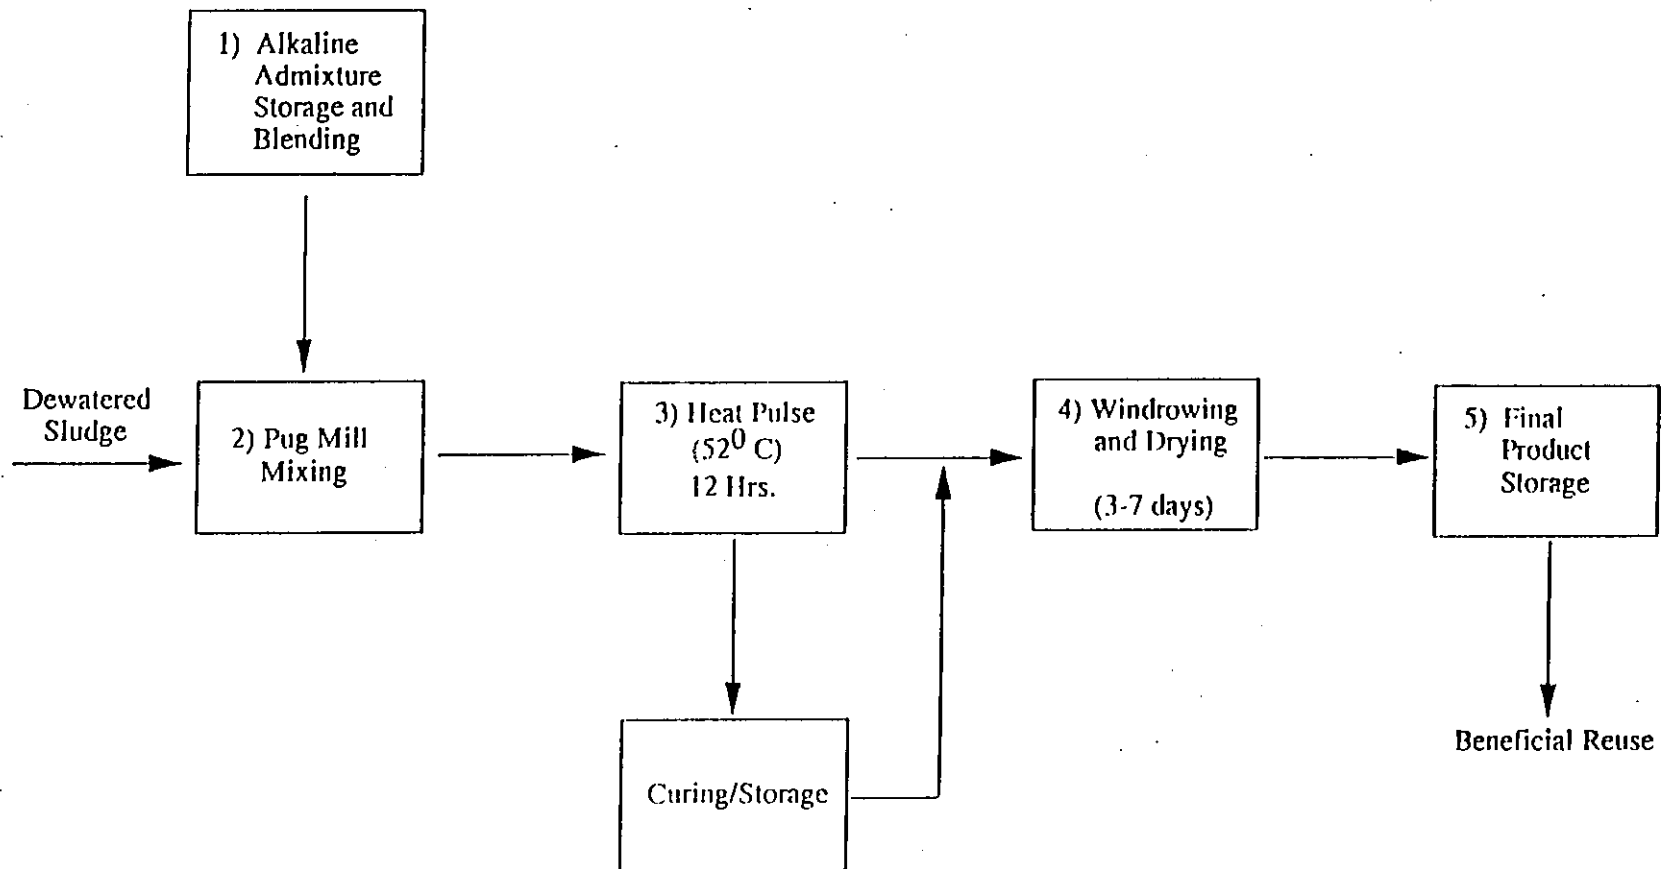 1) Alkaline
Admixture
Storage and
Blending
Dewatered
Sludge
2) Pug Mill
Mixing
3) Heat Pulse
(52⁰ C)
12 Hrs.
4) Windrowing
and Drying
(3-7 days)
5) Final
Product
Storage
Curing/Storage
Beneficial Reuse